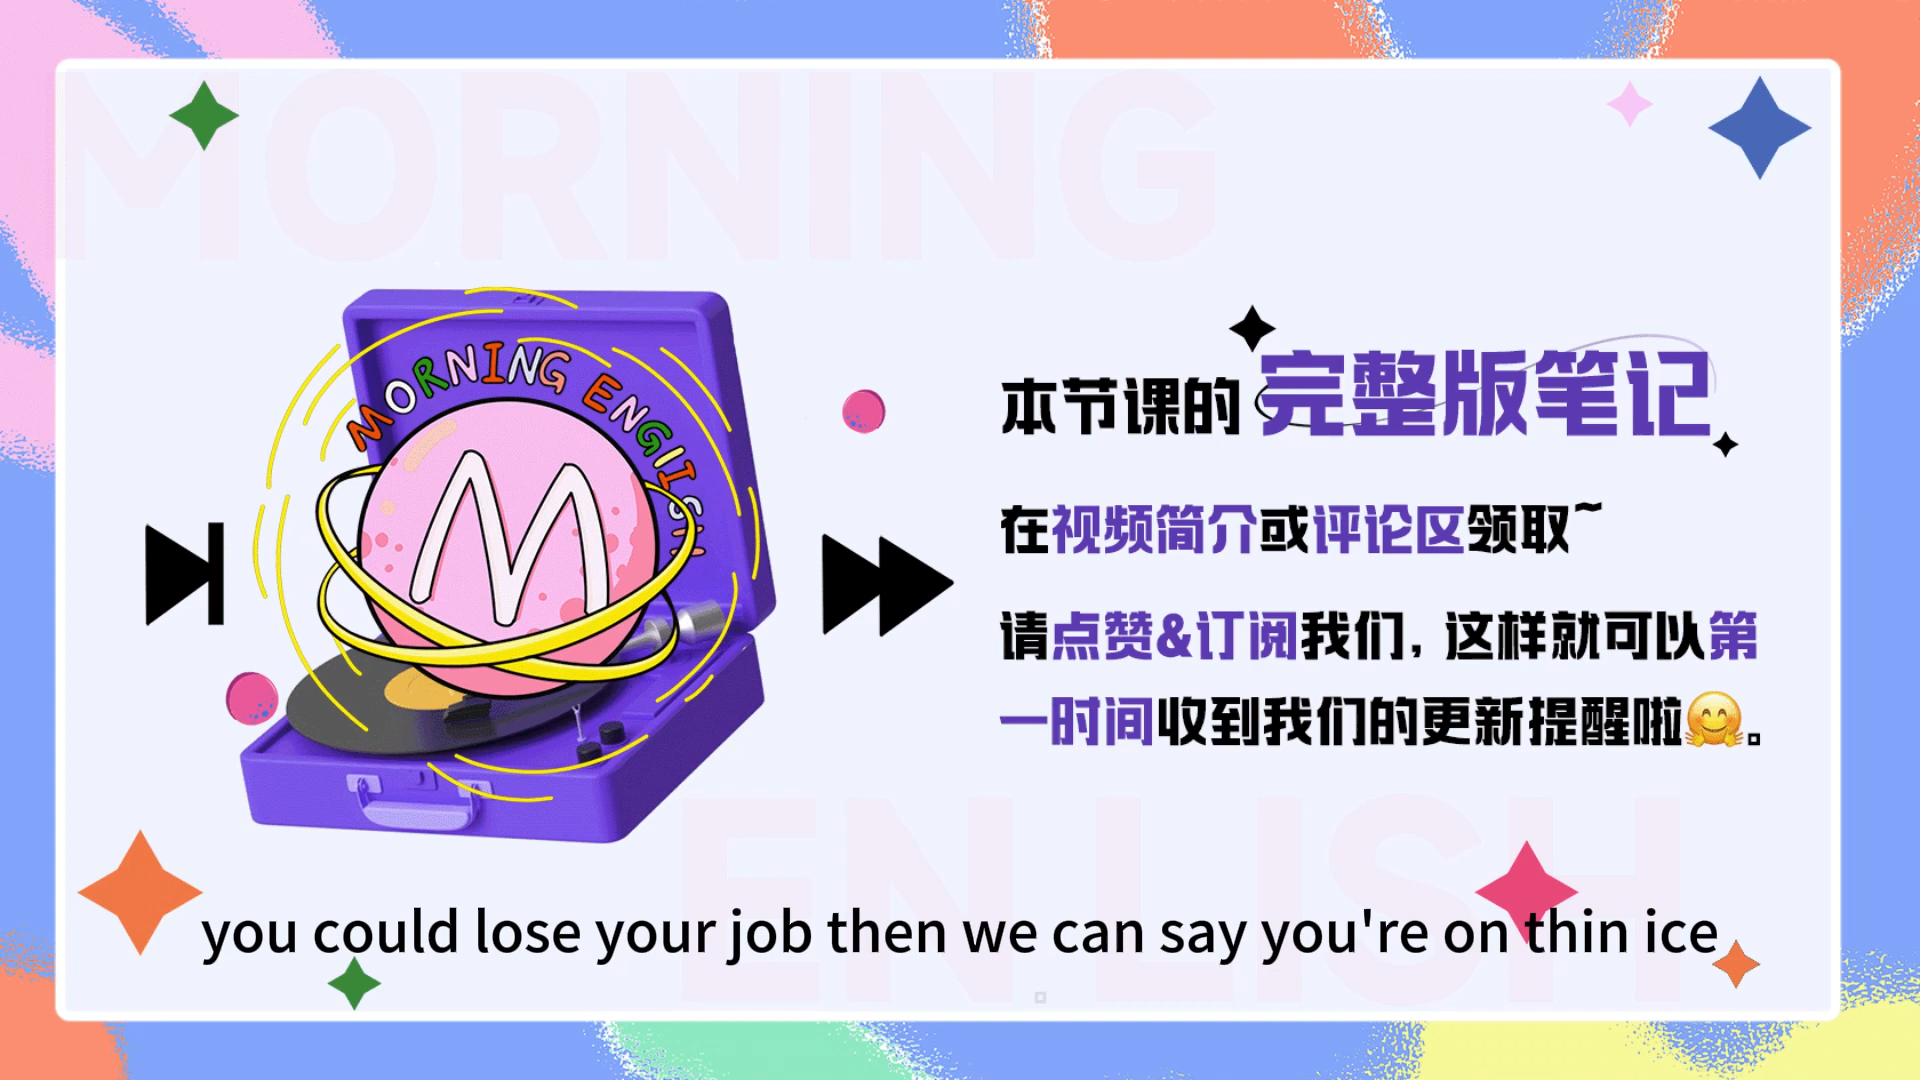 MORNING
MORNING ENGlISH
M
本节课的 完整版笔记
在视频简介或评论区领取~
请点赞&订阅我们，这样就可以第
一时间收到我们的更新提醒啦🤗。
EN LISH
you could lose your job then we can say you're on thin ice